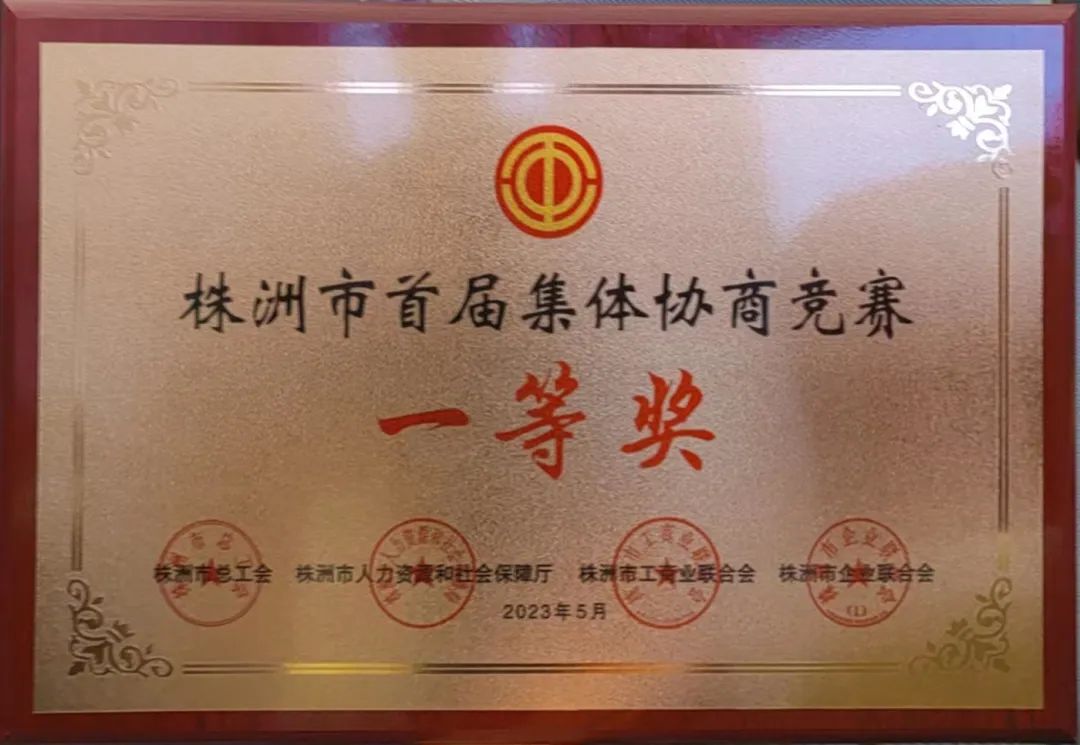 株洲市首届集体协商竞赛
一等奖
株洲市总工会 株洲市人力资源和社会保障厅 株洲市工商业联合会 株洲市企业联合会
2023年5月